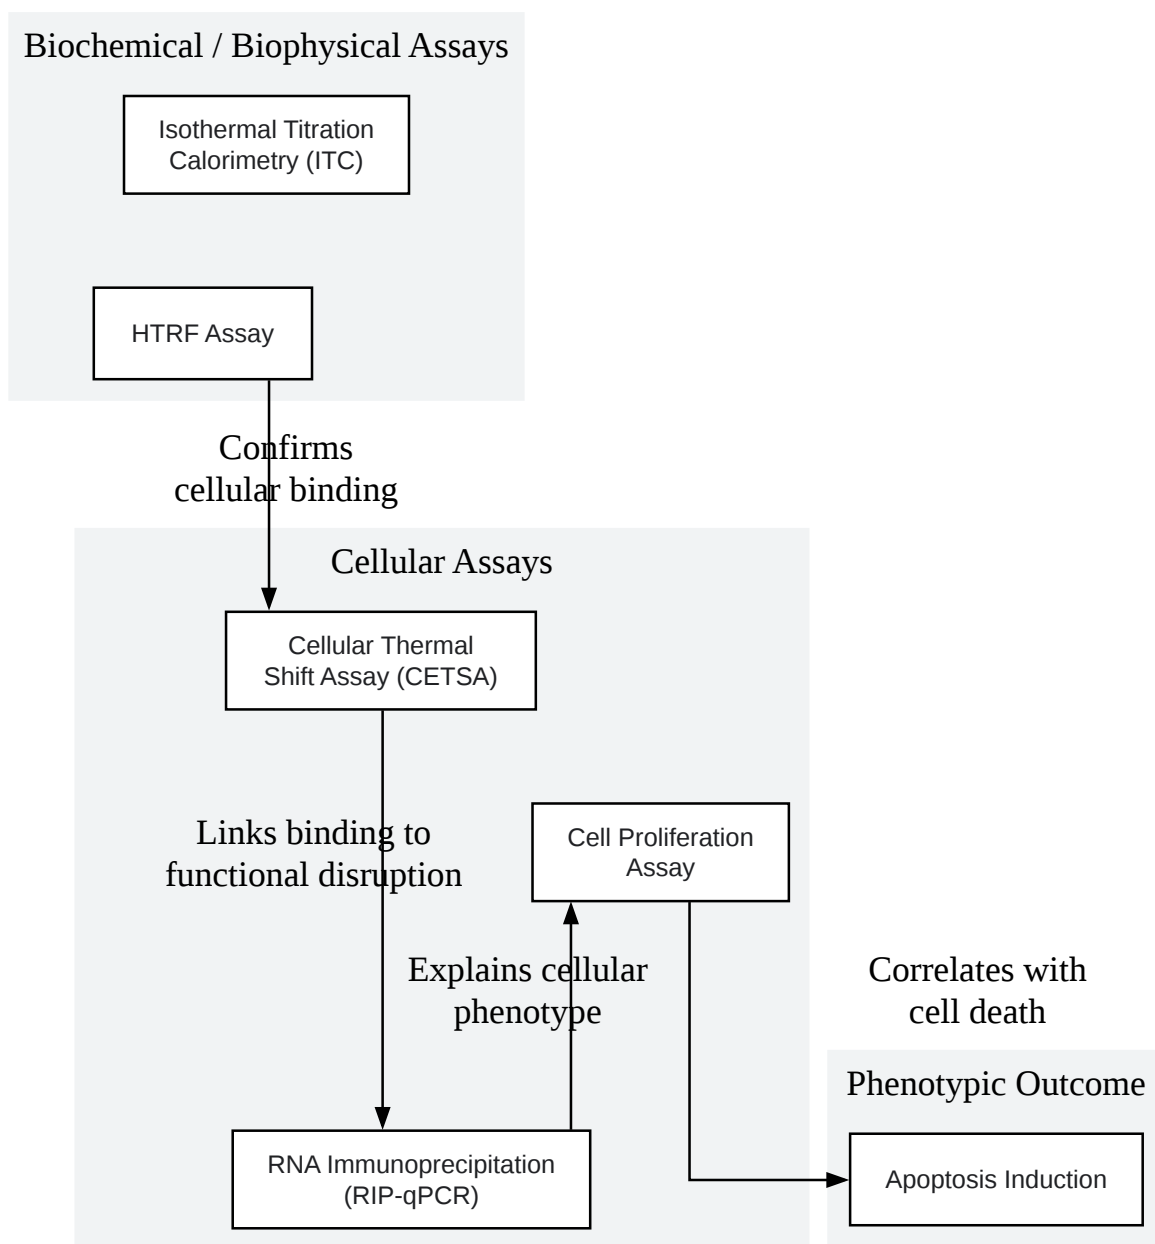 Biochemical / Biophysical Assays
Isothermal Titration
Calorimetry (ITC)
HTRF Assay
Confirms
cellular binding
Cellular Assays
Cellular Thermal
Shift Assay (CETSA)
Links binding to
functional disruption
Cell Proliferation
Assay
Explains cellular
phenotype
Correlates with
cell death
Phenotypic Outcome
RNA Immunoprecipitation
(RIP-qPCR)
Apoptosis Induction